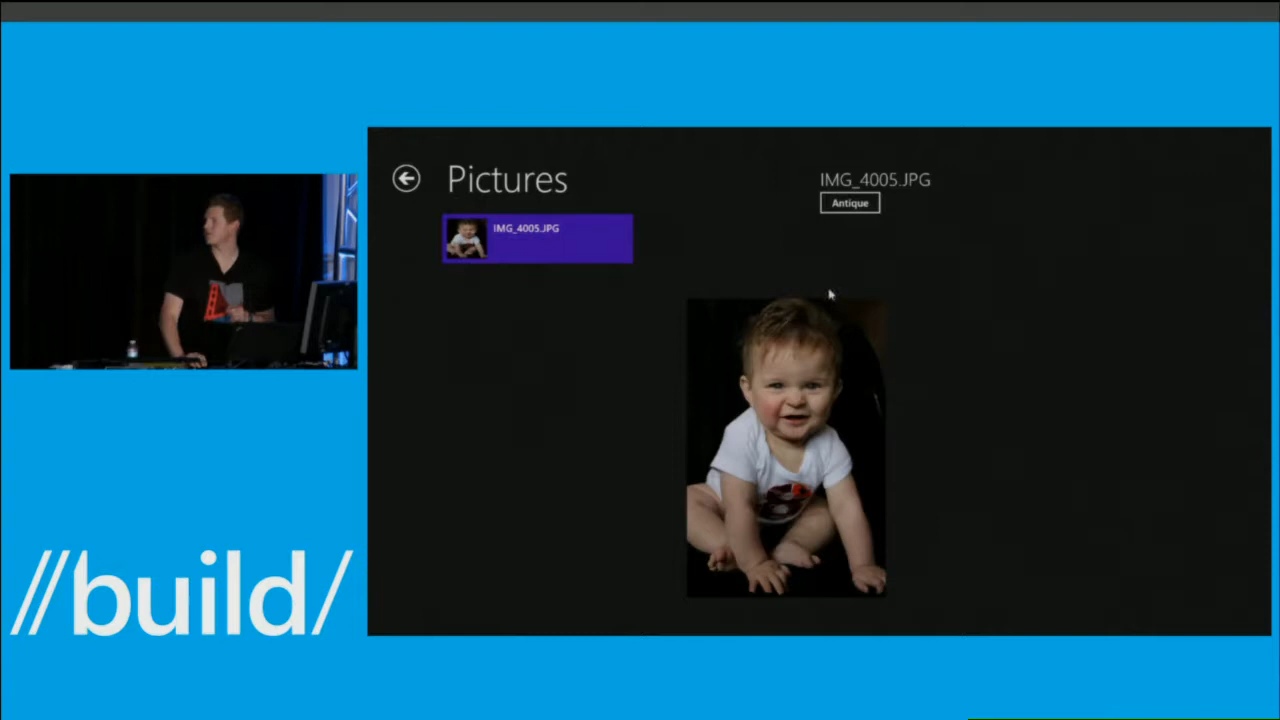 Pictures
IMG_4005.JPG
IMG_4005.JPG
Antique
//build/